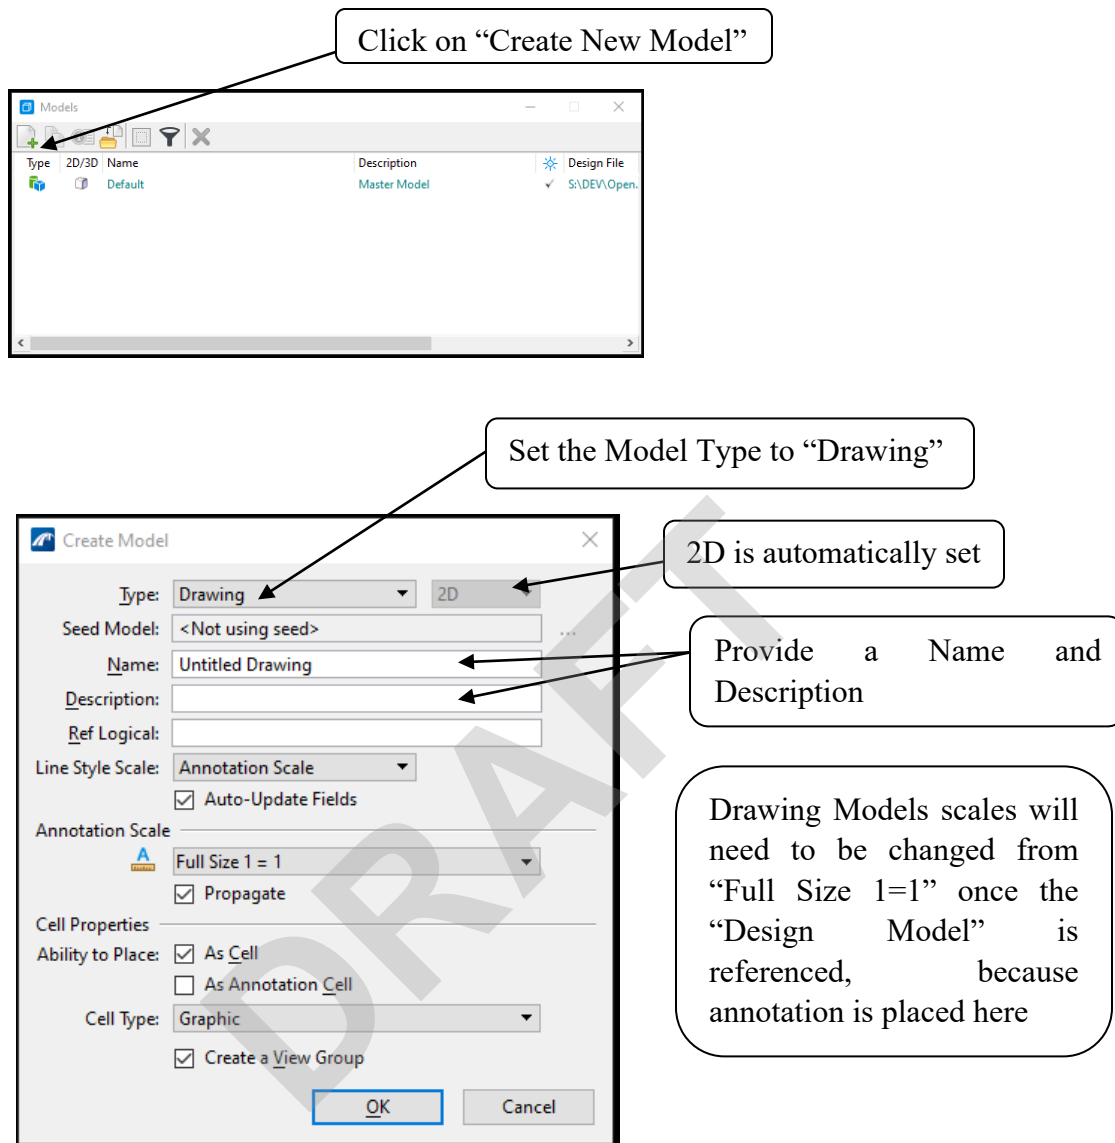 Click on “Create New Model”
Models
Type 2D/3D Name Description Design File
Default Master Model S:\DEV\Open.
Set the Model Type to “Drawing”
Create Model
2D is automatically set
Type: Drawing 2D
Seed Model: <Not using seed> ...
Name: Untitled Drawing
Provide a Name and
Description
Description:
Ref Logical:
Line Style Scale: Annotation Scale
Auto-Update Fields
Annotation Scale
A
Full Size 1 = 1
Propagate
Cell Properties
Ability to Place: As Cell
As Annotation Cell
Cell Type: Graphic
Create a View Group
OK Cancel
Drawing Models scales will
need to be changed from
“Full Size 1=1” once the
“Design Model” is
referenced, because
annotation is placed here
DRAFT